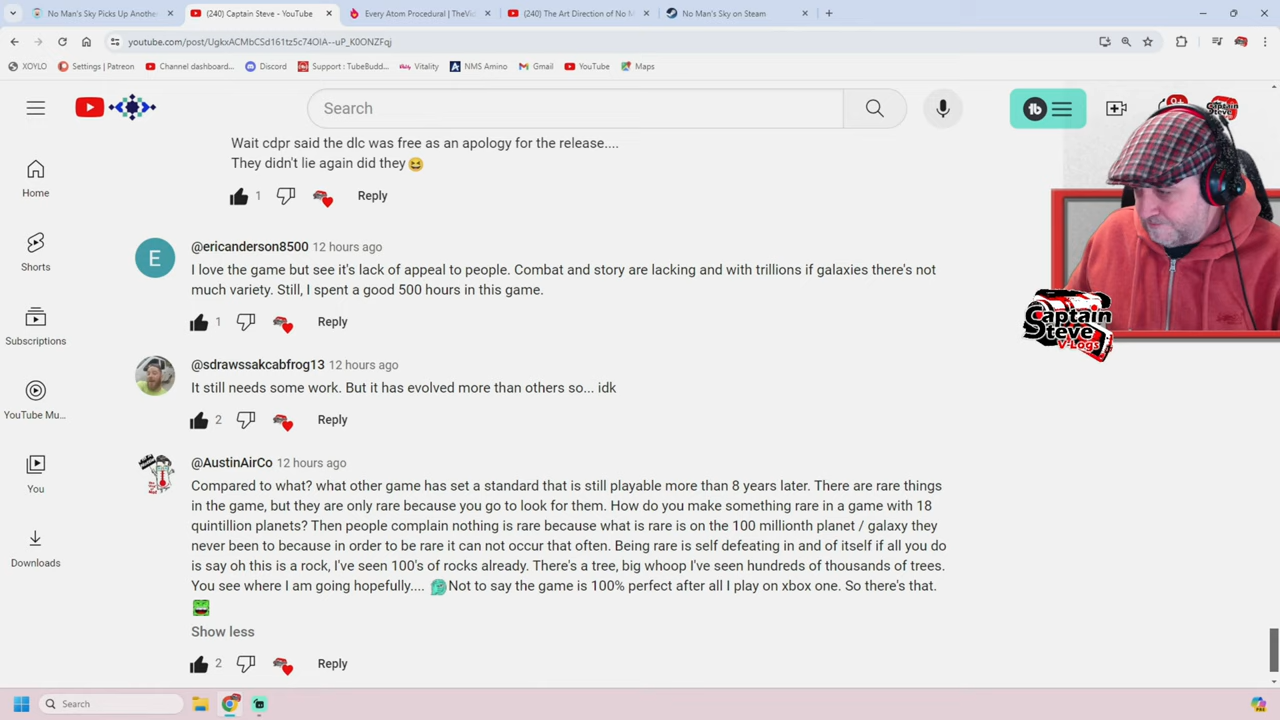 No Man's Sky Picks Up Anothe
(240) Captain Steve - YouTube
Every Atom Procedural | TheVi
(240) The Art Direction of No M
No Man's Sky on Steam
youtube.com/post/UgkxACMbCSd161tz5c74OIA--uP_K0ONZFqj
XOYLO
Settings | Patreon
Channel dashboard...
Discord
Support : TubeBudd...
Vitality
NMS Amino
Gmail
YouTube
Maps
Search
Wait cdpr said the dlc was free as an apology for the release....
They didn't lie again did they😆
1 Reply
Home
@ericanderson8500 12 hours ago
E
I love the game but see it's lack of appeal to people. Combat and story are lacking and with trillions if galaxies there's not
Shorts
much variety. Still, I spent a good 500 hours in this game.
1 Reply
Captain
Steve
V-Logs
Subscriptions
@sdrawssakcabfrog13 12 hours ago
It still needs some work. But it has evolved more than others so... idk
YouTube Mu...
2 Reply
@AustinAirCo 12 hours ago
Compared to what? what other game has set a standard that is still playable more than 8 years later. There are rare things
You
in the game, but they are only rare because you go to look for them. How do you make something rare in a game with 18
quintillion planets? Then people complain nothing is rare because what is rare is on the 100 millionth planet / galaxy they
never been to because in order to be rare it can not occur that often. Being rare is self defeating in and of itself if all you do
Downloads
is say oh this is a rock, I've seen 100's of rocks already. There's a tree, big whoop I've seen hundreds of thousands of trees.
You see where I am going hopefully.... Not to say the game is 100% perfect after all I play on xbox one. So there's that.
Show less
2 Reply
Search